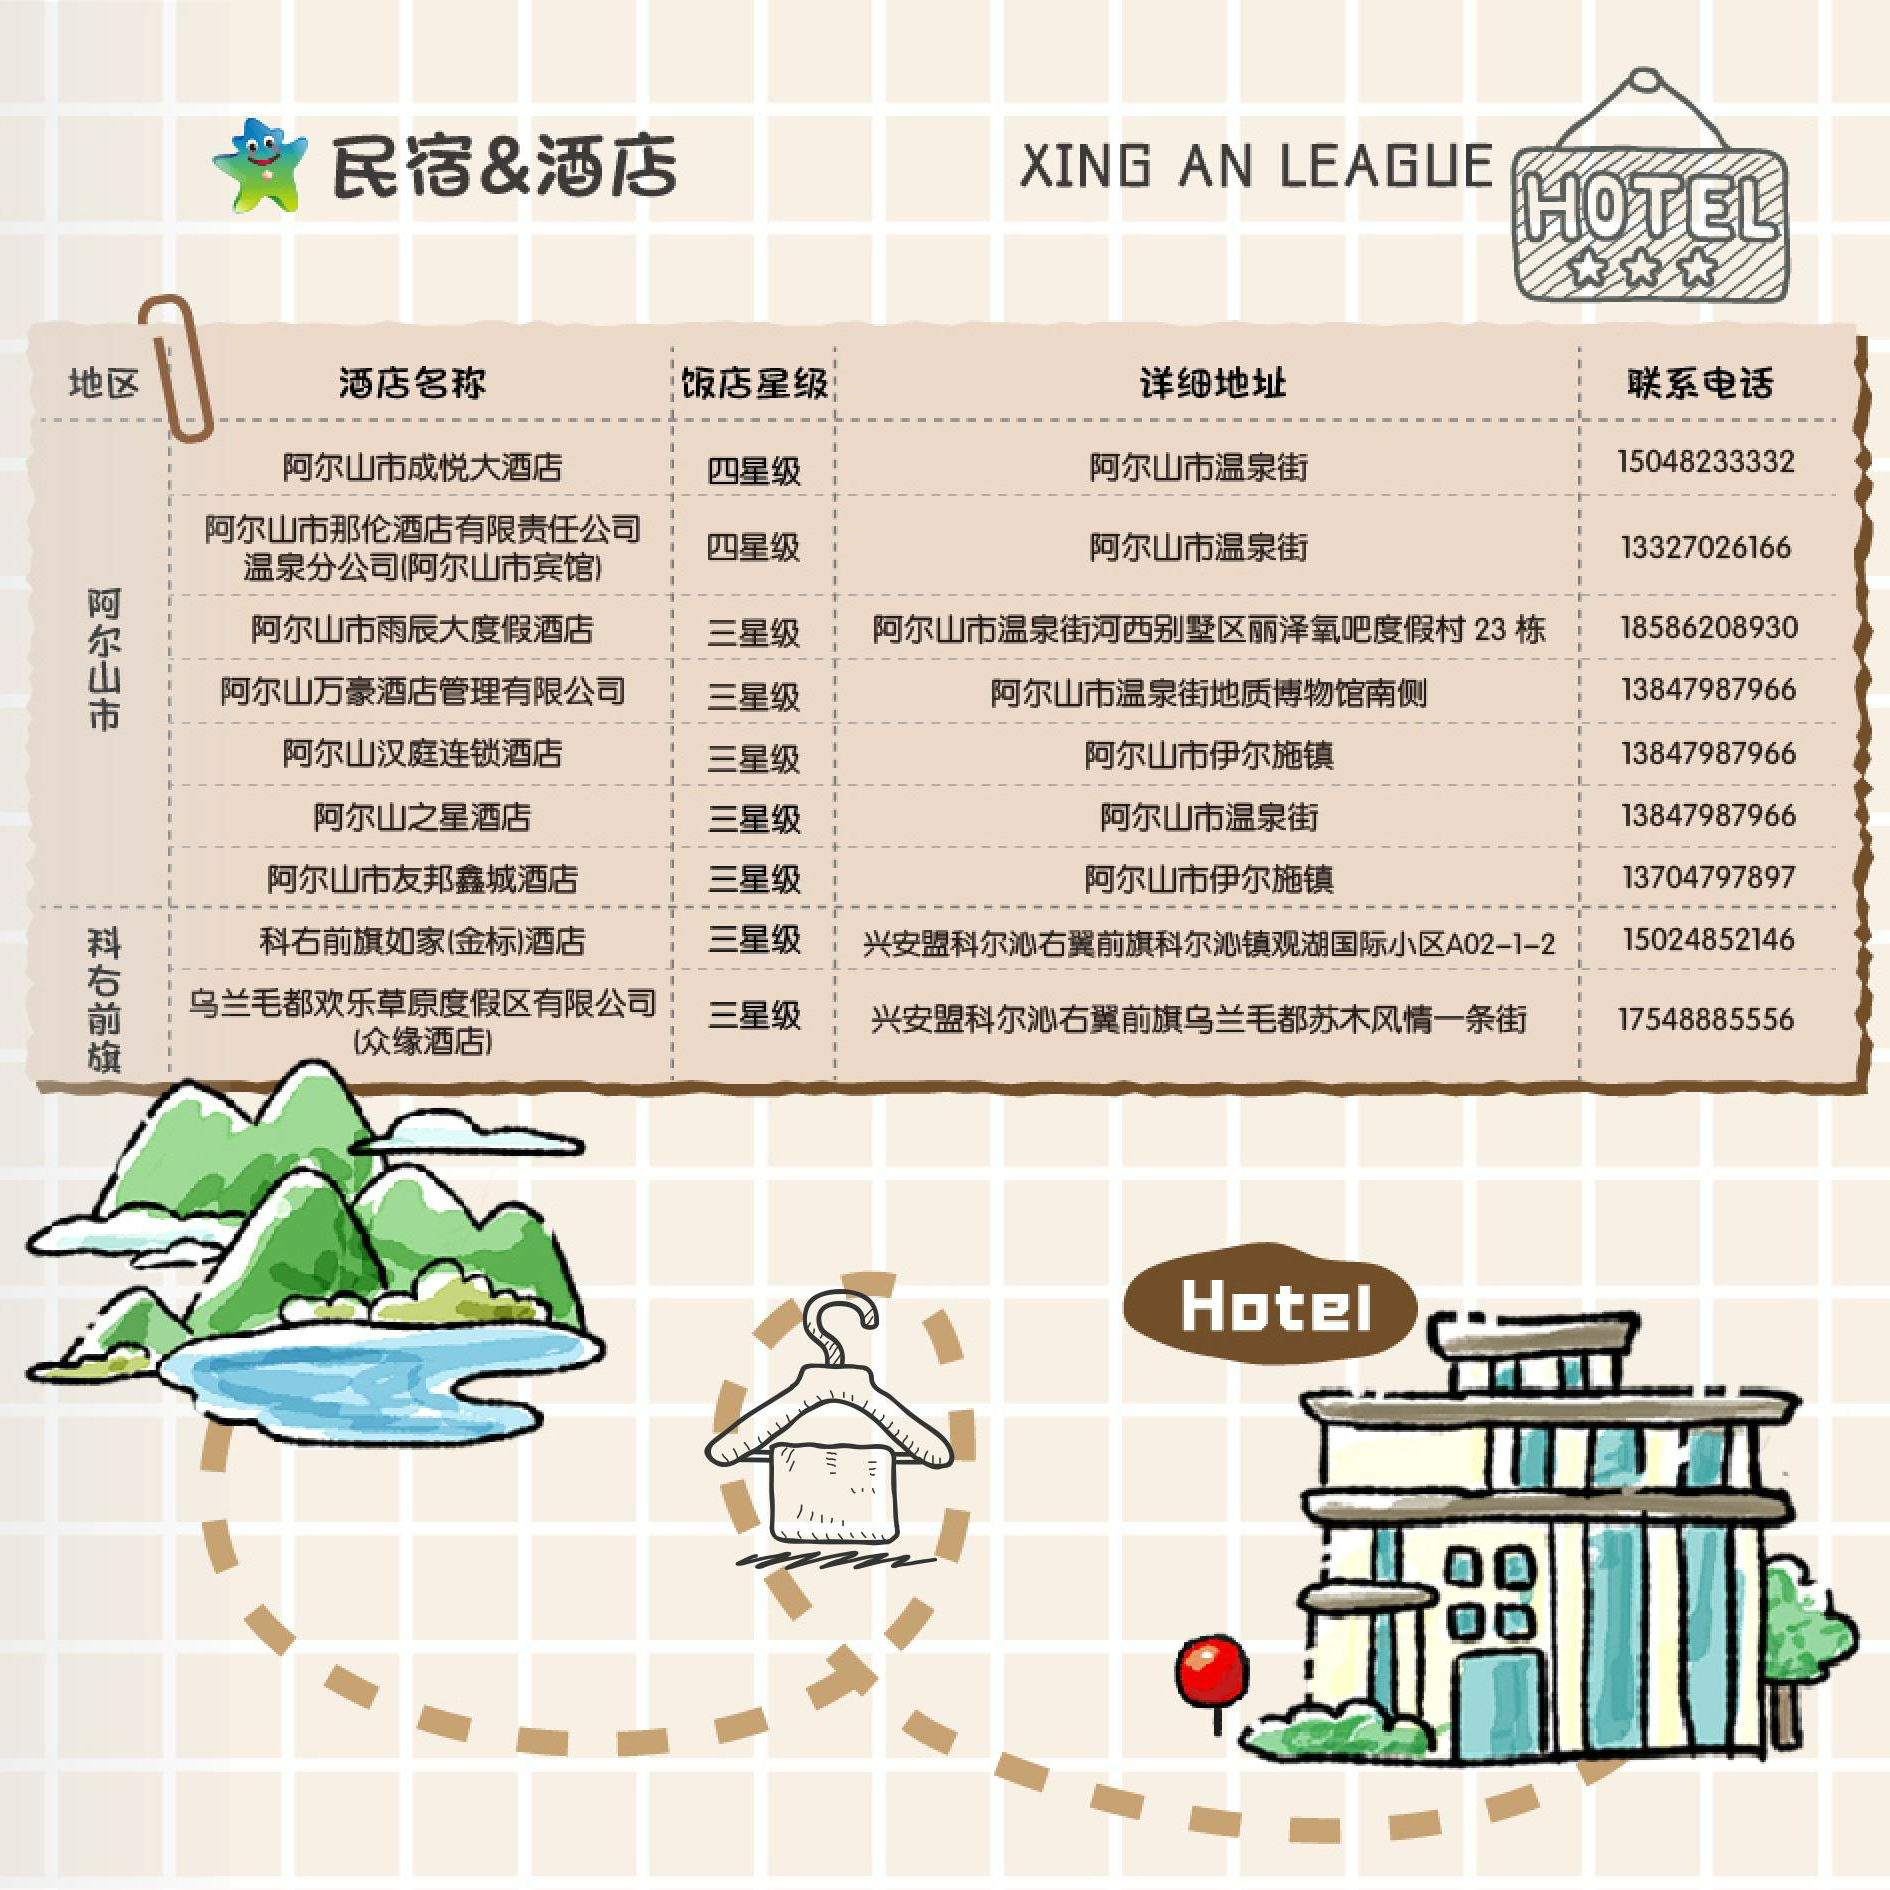 民宿&酒店
XING AN LEAGUE
HOTEL
地区 酒店名称 饭店星级 详细地址 联系电话
阿尔山市
阿尔山市成悦大酒店 四星级 阿尔山市温泉街 15048233332
阿尔山市那伦酒店有限责任公司
温泉分公司(阿尔山市宾馆) 四星级 阿尔山市温泉街 13327026166
阿尔山市雨辰大度假酒店 三星级 阿尔山市温泉街河西别墅区丽泽氧吧度假村 23 栋 18586208930
阿尔山万豪酒店管理有限公司 三星级 阿尔山市温泉街地质博物馆南侧 13847987966
阿尔山汉庭连锁酒店 三星级 阿尔山市伊尔施镇 13847987966
阿尔山之星酒店 三星级 阿尔山市温泉街 13847987966
阿尔山市友邦鑫城酒店 三星级 阿尔山市伊尔施镇 13704797897
科右前旗
科右前旗如家(金标)酒店 三星级 兴安盟科尔沁右翼前旗科尔沁镇观湖国际小区A02-1-2 15024852146
乌兰毛都欢乐草原度假区有限公司
(众缘酒店) 三星级 兴安盟科尔沁右翼前旗乌兰毛都苏木风情一条街 17548885556
Hotel